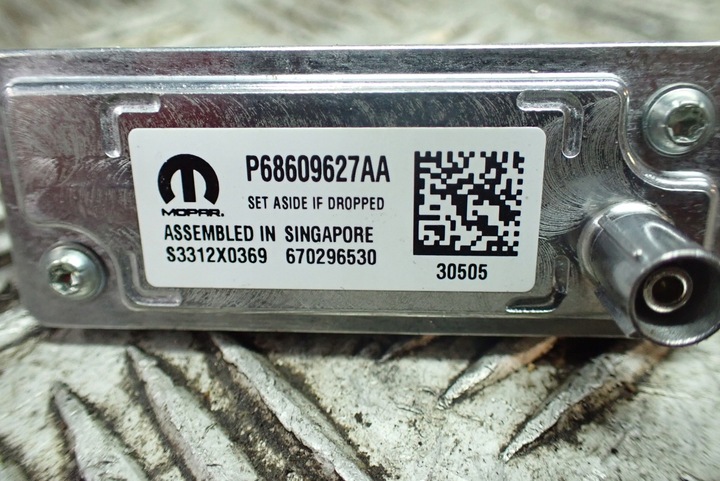 P68609627AA
MOPAR.
SET ASIDE IF DROPPED
ASSEMBLED IN SINGAPORE
S3312X0369 670296530
30505